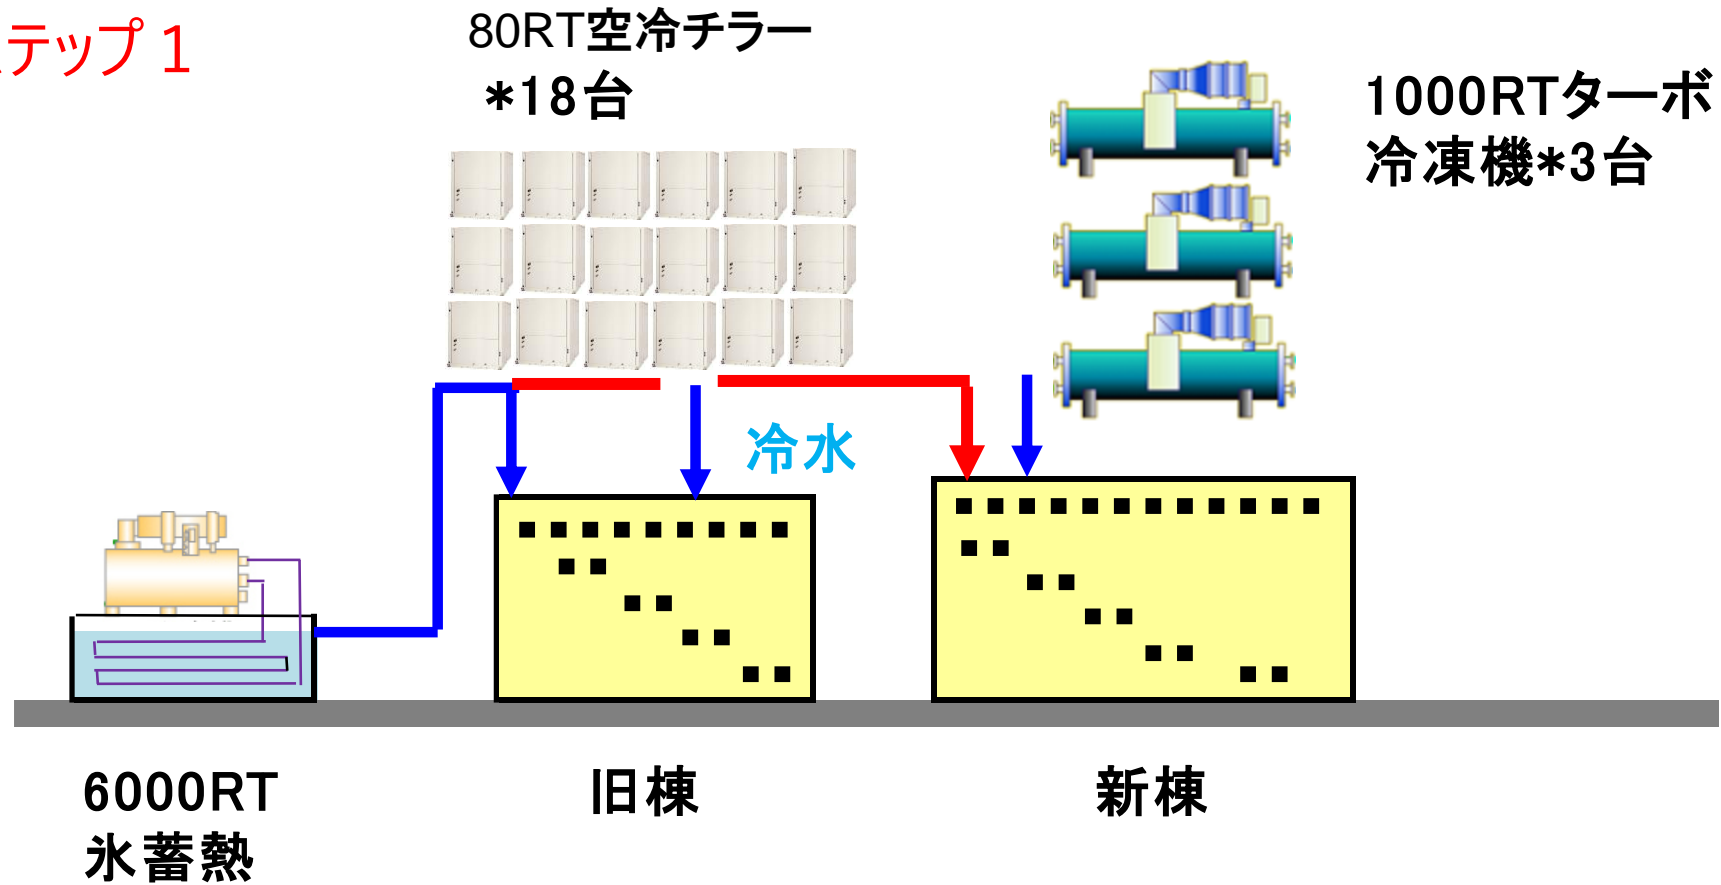 テップ１
80RT空冷チラー
*18台
1000RTターボ
冷凍機*3台
冷水
6000RT
氷蓄熱
旧棟
新棟